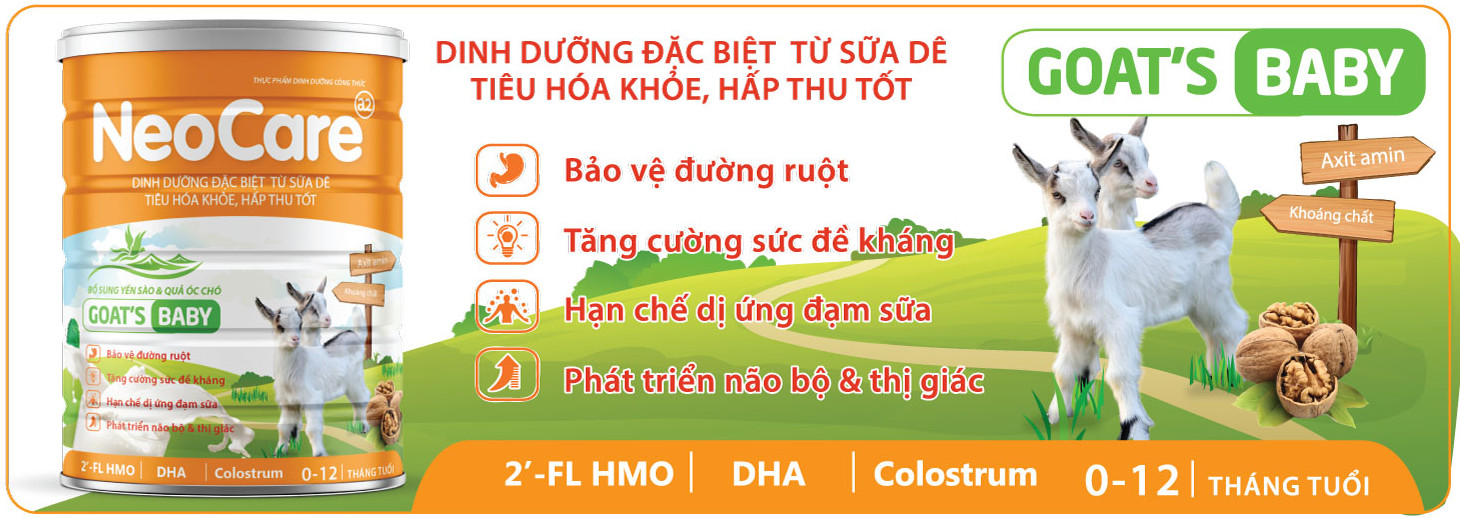 THỰC PHẨM DINH DƯỠNG CÔNG THỨC
NeoCare a2
DINH DƯỠNG ĐẶC BIỆT TỪ SỮA DÊ
TIÊU HÓA KHỎE, HẤP THU TỐT
BỔ SUNG YẾN SÀO & QUẢ ÓC CHÓ
GOAT'S BABY
Axit amin
Khoáng chất
Bảo vệ đường ruột
Tăng cường sức đề kháng
Hạn chế dị ứng đạm sữa
Phát triển não bộ & thị giác
2'-FL HMO | DHA | Colostrum 0-12 | THÁNG TUỔI
DINH DƯỠNG ĐẶC BIỆT TỪ SỮA DÊ
TIÊU HÓA KHỎE, HẤP THU TỐT
Bảo vệ đường ruột
Tăng cường sức đề kháng
Hạn chế dị ứng đạm sữa
Phát triển não bộ & thị giác
GOAT'S BABY
Axit amin
Khoáng chất
2'-FL HMO | DHA | Colostrum 0-12 | THÁNG TUỔI